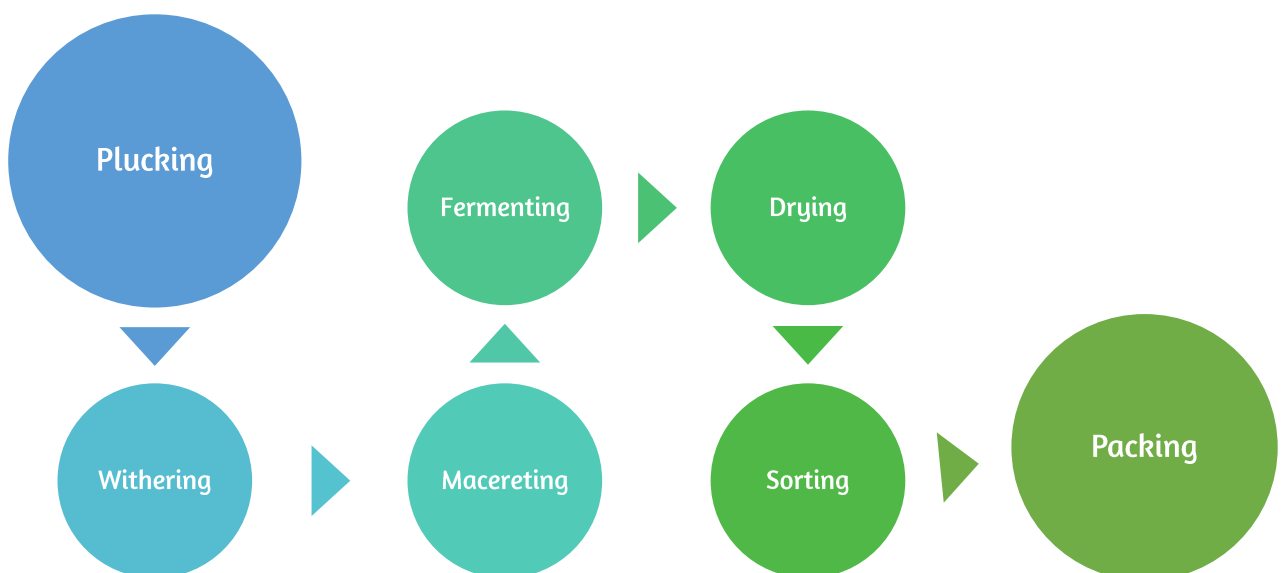 Plucking
Withering
Macereting
Fermenting
Drying
Sorting
Packing